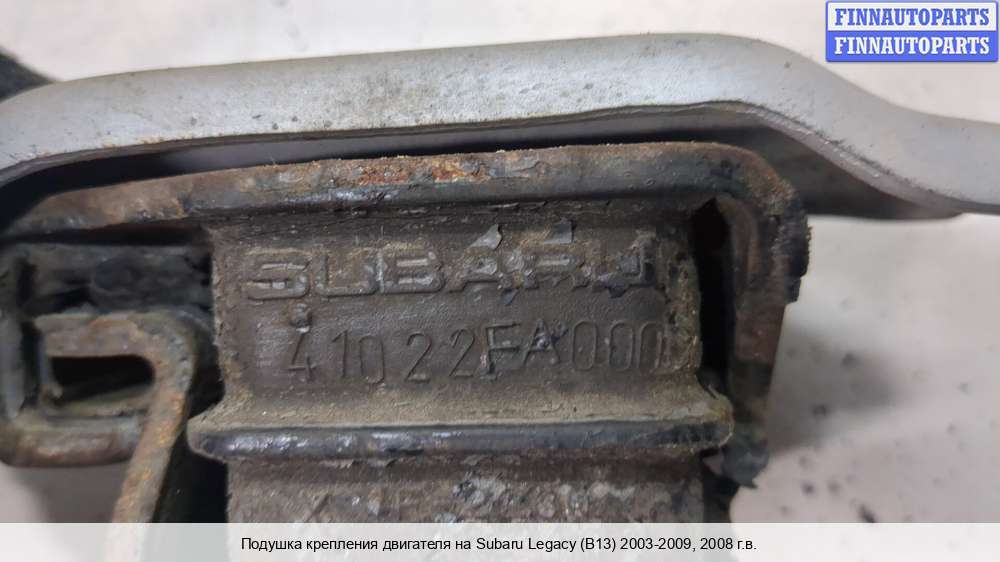 FINNAUTOPARTS
FINNAUTOPARTS
SUBARU
41022FA000
Подушка крепления двигателя на Subaru Legacy (B13) 2003-2009, 2008 г.в.